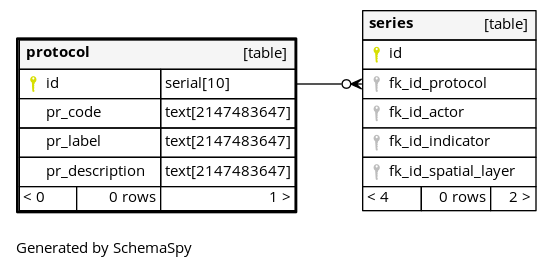 protocol [table]
id serial[10]
pr_code text[2147483647]
pr_label text[2147483647]
pr_description text[2147483647]
< 0 0 rows 1 >
series [table]
id
fk_id_protocol
fk_id_actor
fk_id_indicator
fk_id_spatial_layer
< 4 0 rows 2 >
Generated by SchemaSpy